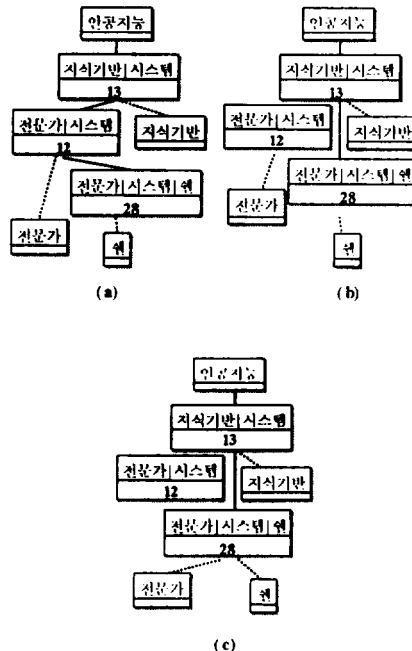 인공지능
지식기반|시스템
13
전문가|시스템
12
지식기반
전문가|시스템|쉘
28
전문가
쉘
(a)
인공지능
지식기반|시스템
13
전문가|시스템
12
지식기반
전문가|시스템|쉘
28
전문가
쉘
(b)
인공지능
지식기반|시스템
13
전문가|시스템
12
지식기반
전문가|시스템|쉘
28
전문가
쉘
(c)